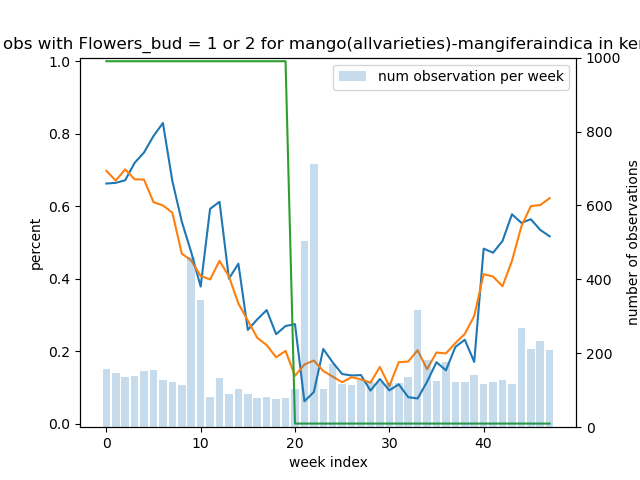 obs with Flowers_bud = 1 or 2 for mango(allvarieties)-mangiferaindica in
num observation per week
percent
1.0
0.8
0.6
0.4
0.2
0.0
1000
800
600
400
200
0
number of observations
0 10 20 30 40
week index